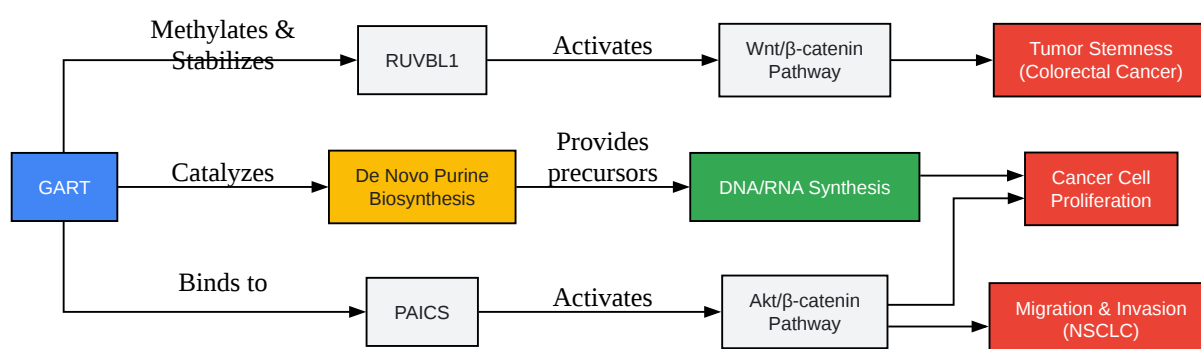 Methylates &
Stabilizes
RUVBL1
Activates
Wnt/β-catenin
Pathway
Tumor Stemness
(Colorectal Cancer)
GART
Catalyzes
De Novo Purine
Biosynthesis
Provides
precursors
DNA/RNA Synthesis
Cancer Cell
Proliferation
Binds to
PAICS
Activates
Akt/β-catenin
Pathway
Migration & Invasion
(NSCLC)